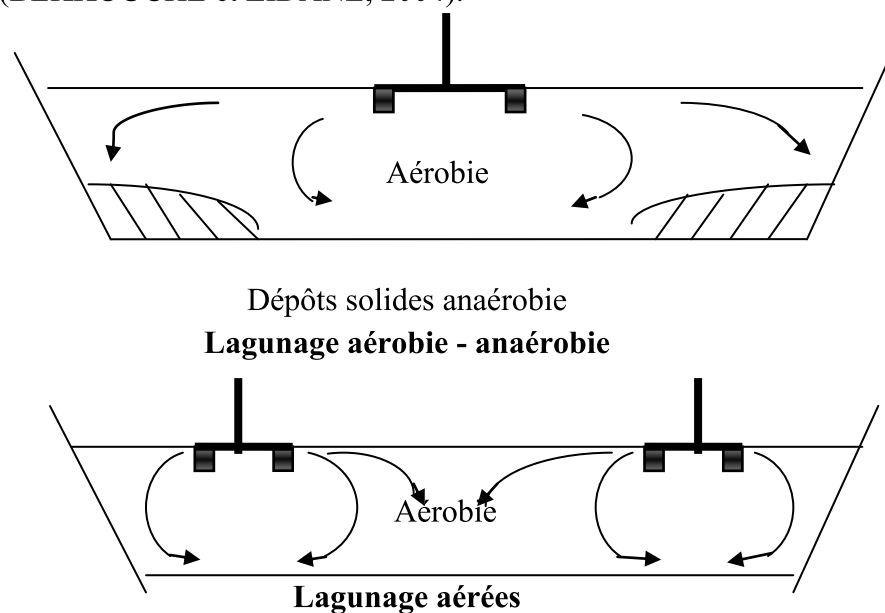 Aérobie
Dépôts solides anaérobie
Lagunage aérobie - anaérobie
Aérobie
Lagunage aérées